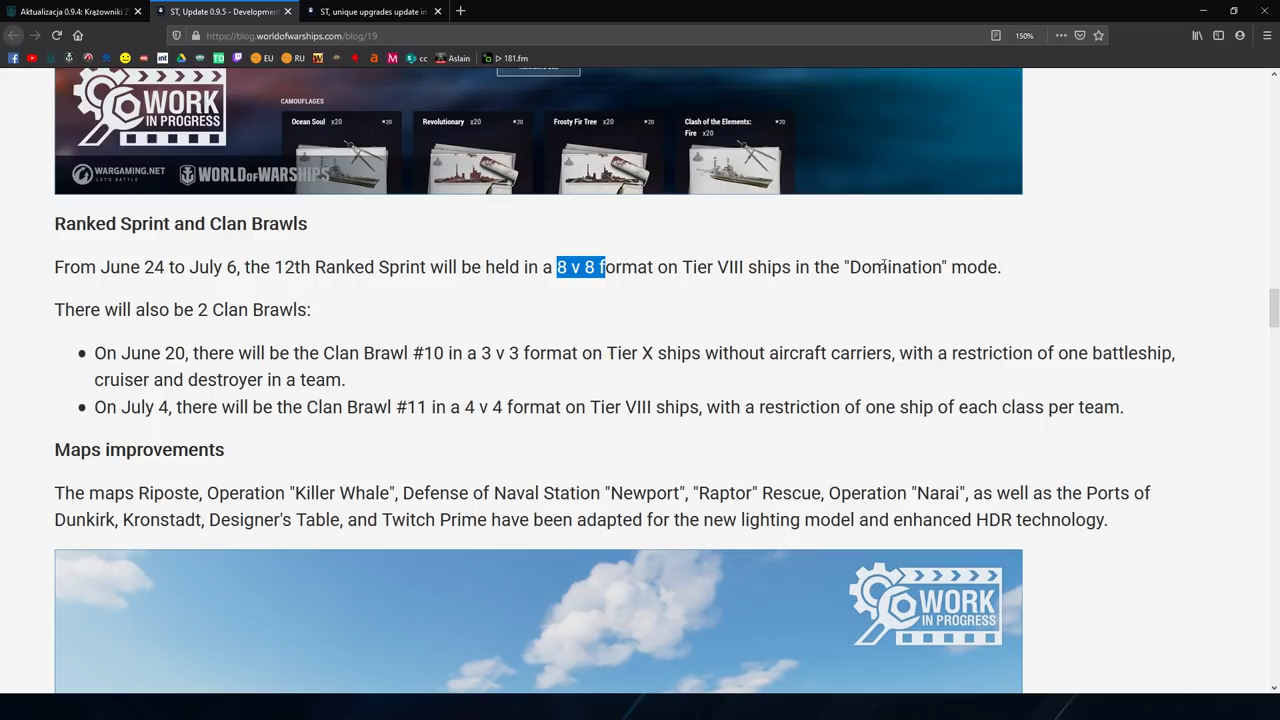 Aktualizacja 0.9.4: Krążowniki Z
ST, Update 0.9.5 - Developmen
ST, unique upgrades update in
https://blog.worldofwarships.com/blog/19
150%
int
TD
EU
RU
cc
Aslain
181.fm
WORK
IN PROGRESS
CAMOUFLAGES
Ocean Soul x20 ×20
Revolutionary x20 ×20
Frosty Fir Tree x20 ×20
Clash of the Elements:
Fire x20 ×20
WARGAMING.NET
LET'S BATTLE
WORLD OF WARSHIPS
Ranked Sprint and Clan Brawls
From June 24 to July 6, the 12th Ranked Sprint will be held in a 8 v 8 format on Tier VIII ships in the "Domination" mode.
There will also be 2 Clan Brawls:
On June 20, there will be the Clan Brawl #10 in a 3 v 3 format on Tier X ships without aircraft carriers, with a restriction of one battleship,
cruiser and destroyer in a team.
On July 4, there will be the Clan Brawl #11 in a 4 v 4 format on Tier VIII ships, with a restriction of one ship of each class per team.
Maps improvements
The maps Riposte, Operation "Killer Whale", Defense of Naval Station "Newport", "Raptor" Rescue, Operation "Narai", as well as the Ports of
Dunkirk, Kronstadt, Designer's Table, and Twitch Prime have been adapted for the new lighting model and enhanced HDR technology.
WORK
IN PROGRESS